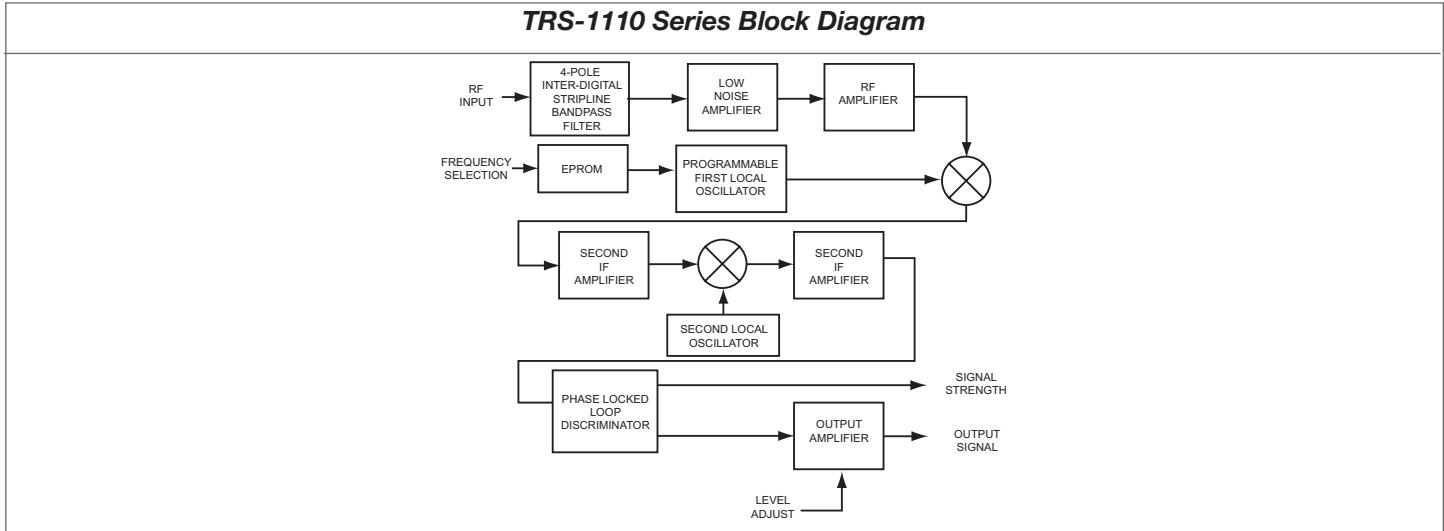 TRS-1110 Series Block Diagram
RF
INPUT
4-POLE
INTER-DIGITAL
STRIPLINE
BANDPASS
FILTER
LOW
NOISE
AMPLIFIER
RF
AMPLIFIER
FREQUENCY
SELECTION
EPROM
PROGRAMMABLE
FIRST LOCAL
OSCILLATOR
SECOND
IF
AMPLIFIER
SECOND
IF
AMPLIFIER
SECOND LOCAL
OSCILLATOR
PHASE LOCKED
LOOP
DISCRIMINATOR
SIGNAL
STRENGTH
OUTPUT
AMPLIFIER
OUTPUT
SIGNAL
LEVEL
ADJUST